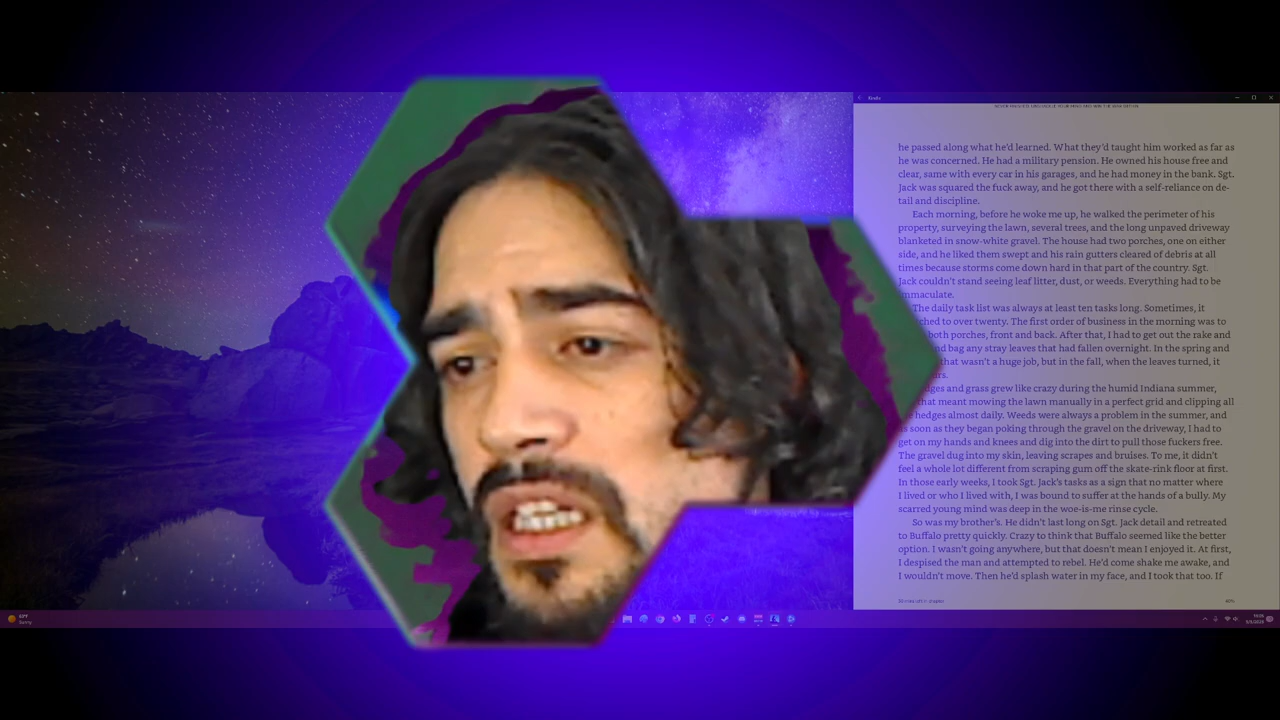 Kindle
NEVER FINISHED: UNSHACKLE YOUR MIND AND WIN THE WAR WITHIN
he passed along what he'd learned. What they'd taught him worked as far as
he was concerned. He had a military pension. He owned his house free and
clear, same with every car in his garages, and he had money in the bank. Sgt.
Jack was squared the fuck away, and he got there with a self-reliance on de-
tail and discipline.
Each morning, before he woke me up, he walked the perimeter of his
property, surveying the lawn, several trees, and the long unpaved driveway
blanketed in snow-white gravel. The house had two porches, one on either
side, and he liked them swept and his rain gutters cleared of debris at all
times because storms come down hard in that part of the country. Sgt.
Jack couldn't stand seeing leaf litter, dust, or weeds. Everything had to be
immaculate.
The daily task list was always at least ten tasks long. Sometimes, it
to over twenty. The first order of business in the morning was to
both porches, front and back. After that, I had to get out the rake and
and bag any stray leaves that had fallen overnight. In the spring and
that wasn't a huge job, but in the fall, when the leaves turned, it
and grass grew like crazy during the humid Indiana summer,
that meant mowing the lawn manually in a perfect grid and clipping all
hedges almost daily. Weeds were always a problem in the summer, and
as soon as they began poking through the gravel on the driveway, I had to
get on my hands and knees and dig into the dirt to pull those fuckers free.
The gravel dug into my skin, leaving scrapes and bruises. To me, it didn't
feel a whole lot different from scraping gum off the skate-rink floor at first.
In those early weeks, I took Sgt. Jack's tasks as a sign that no matter where
I lived or who I lived with, I was bound to suffer at the hands of a bully. My
scarred young mind was deep in the woe-is-me rinse cycle.
So was my brother's. He didn't last long on Sgt. Jack detail and retreated
to Buffalo pretty quickly. Crazy to think that Buffalo seemed like the better
option. I wasn't going anywhere, but that doesn't mean I enjoyed it. At first,
I despised the man and attempted to rebel. He'd come shake me awake, and
I wouldn't move. Then he'd splash water in my face, and I took that too. If
Sunny